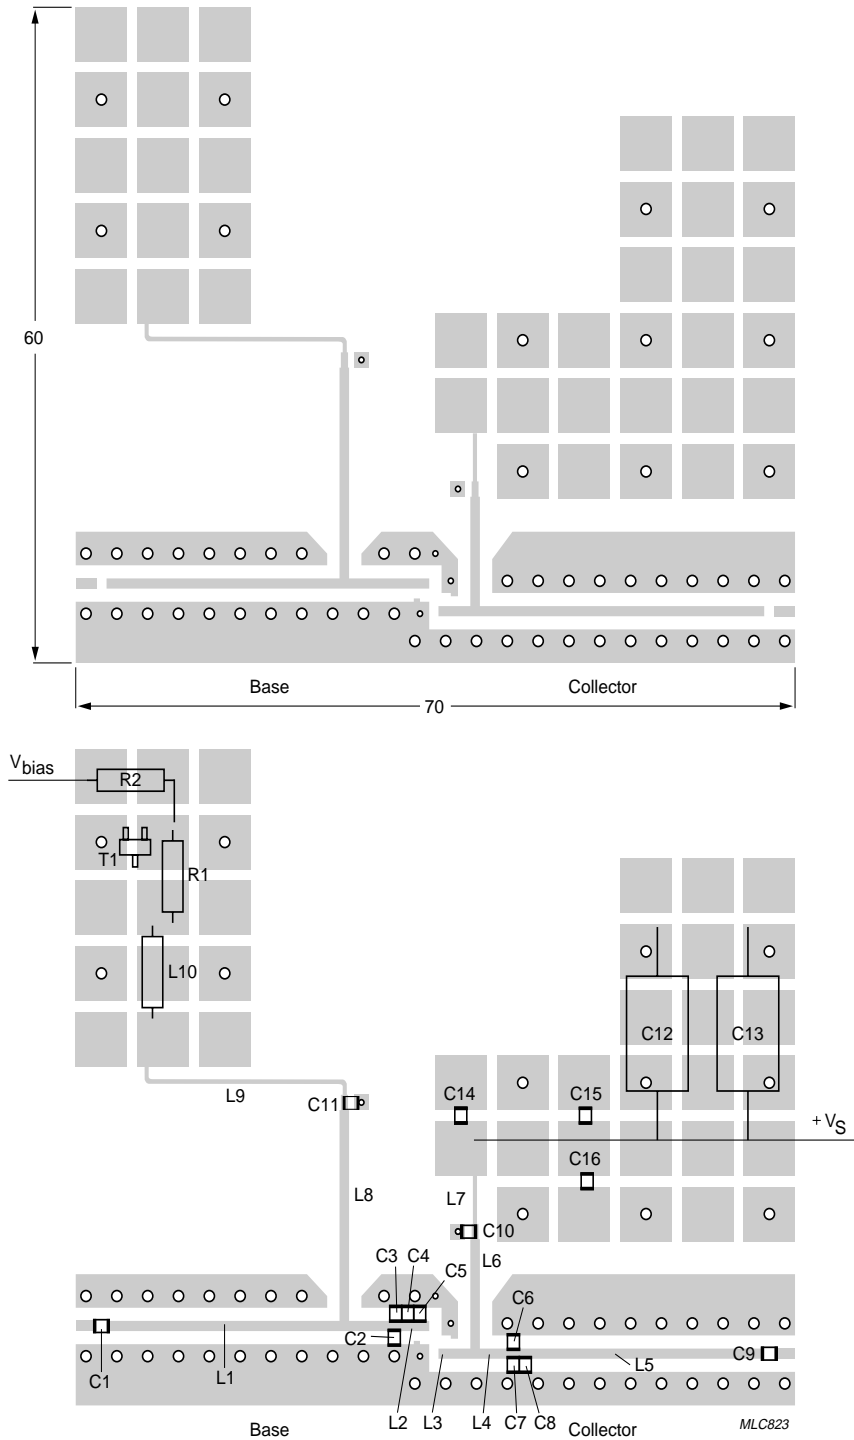 60
Base
Collector
70
Vbias
R2
T1
R1
L10
C12
C13
L9
C11
C14
C15
+ VS
C16
L8
L7
C10
L6
C3
C4
C5
C6
C2
C9
C1
L1
L5
L2
L3
L4
C7
C8
Base
Collector
MLC823